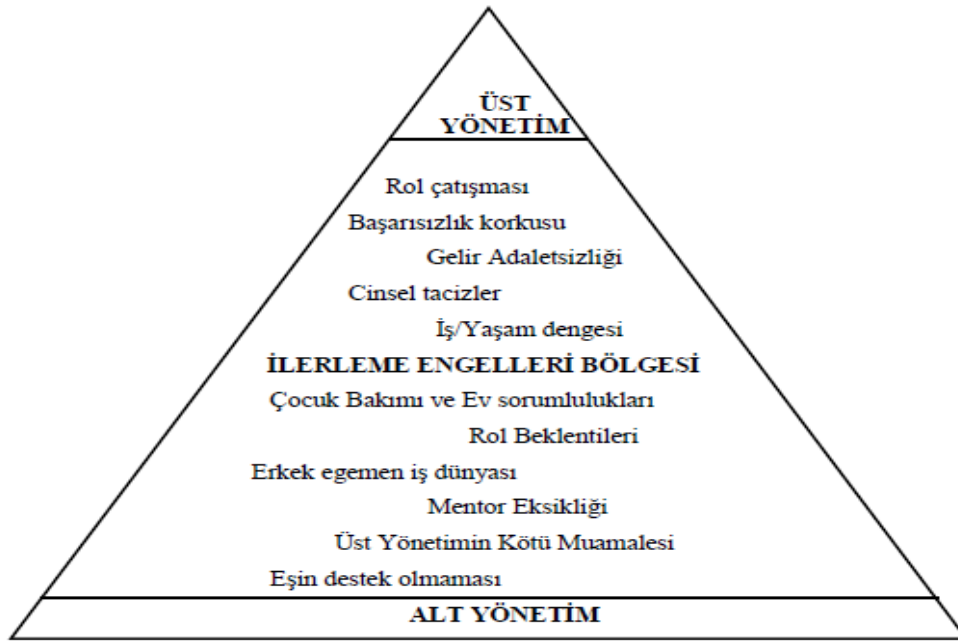 ÜST
YÖNETİM
Rol çatışması
Başarısızlık korkusu
Gelir Adaletsizliği
Cinsel tacizler
İş/Yaşam dengesi
İLERLEME ENGELLERİ BÖLGESİ
Çocuk Bakımı ve Ev sorumlulukları
Rol Beklentileri
Erkek egemen iş dünyası
Mentor Eksikliği
Üst Yönetimin Kötü Muamalesi
Eşin destek olmaması
ALT YÖNETİM